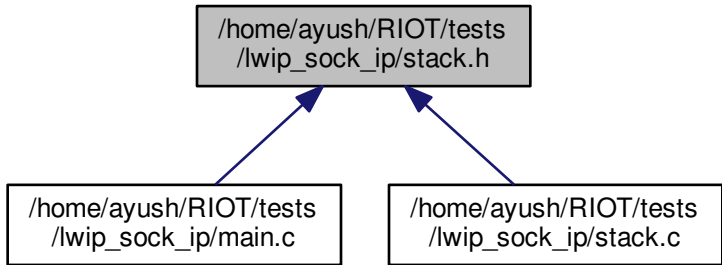 /home/ayush/RIOT/tests
/lwip_sock_ip/stack.h
/home/ayush/RIOT/tests
/lwip_sock_ip/main.c
/home/ayush/RIOT/tests
/lwip_sock_ip/stack.c